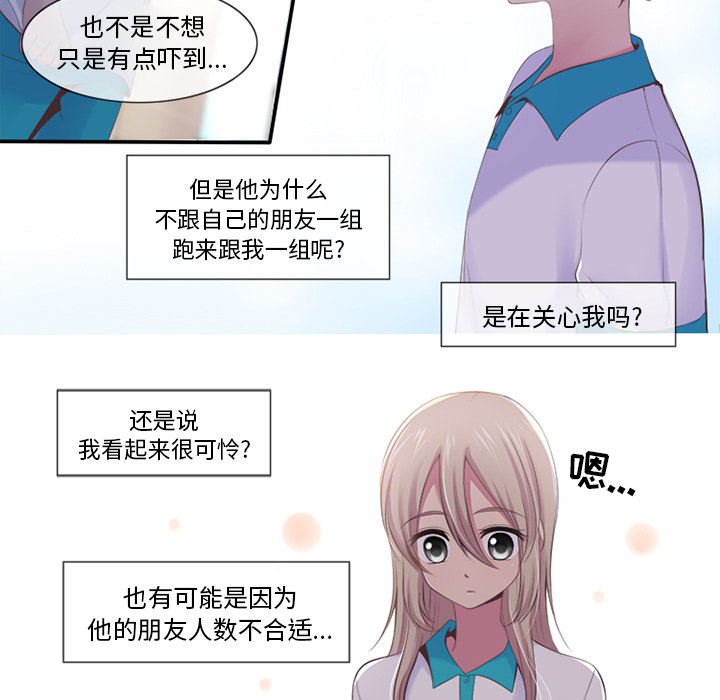 也不是不想
只是有点吓到...
但是他为什么
不跟自己的朋友一组
跑来跟我一组呢?
是在关心我吗?
还是说
我看起来很可怜?
嗯...
也有可能是因为
他的朋友人数不合适...